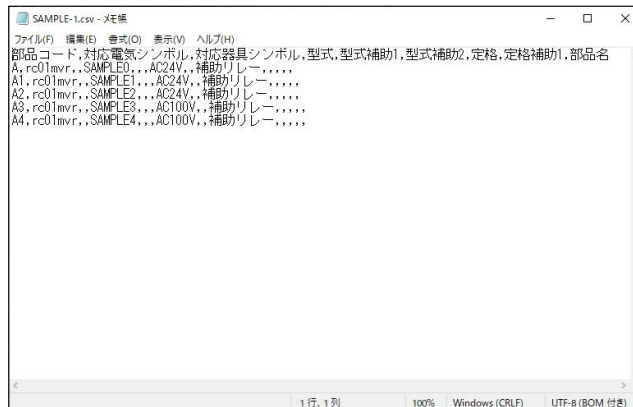 SAMPLE-1.csv - メモ帳
ファイル(F) 編集(E) 書式(O) 表示(V) ヘルプ(H)
部品コード,対応電気シンボル,対応器具シンボル,型式,型式補助1,型式補助2,定格,定格補助1,部品名
A,rc01mvr,,SAMPLE0,,,AC24V,,補助リレー,,,,,
A1,rc01mvr,,SAMPLE1,,,AC24V,,補助リレー,,,,,
A2,rc01mvr,,SAMPLE2,,,AC24V,,補助リレー,,,,,
A3,rc01mvr,,SAMPLE3,,,AC100V,,補助リレー,,,,,
A4,rc01mvr,,SAMPLE4,,,AC100V,,補助リレー,,,,,
1行、1列 100% Windows (CRLF) UTF-8 (BOM 付き)